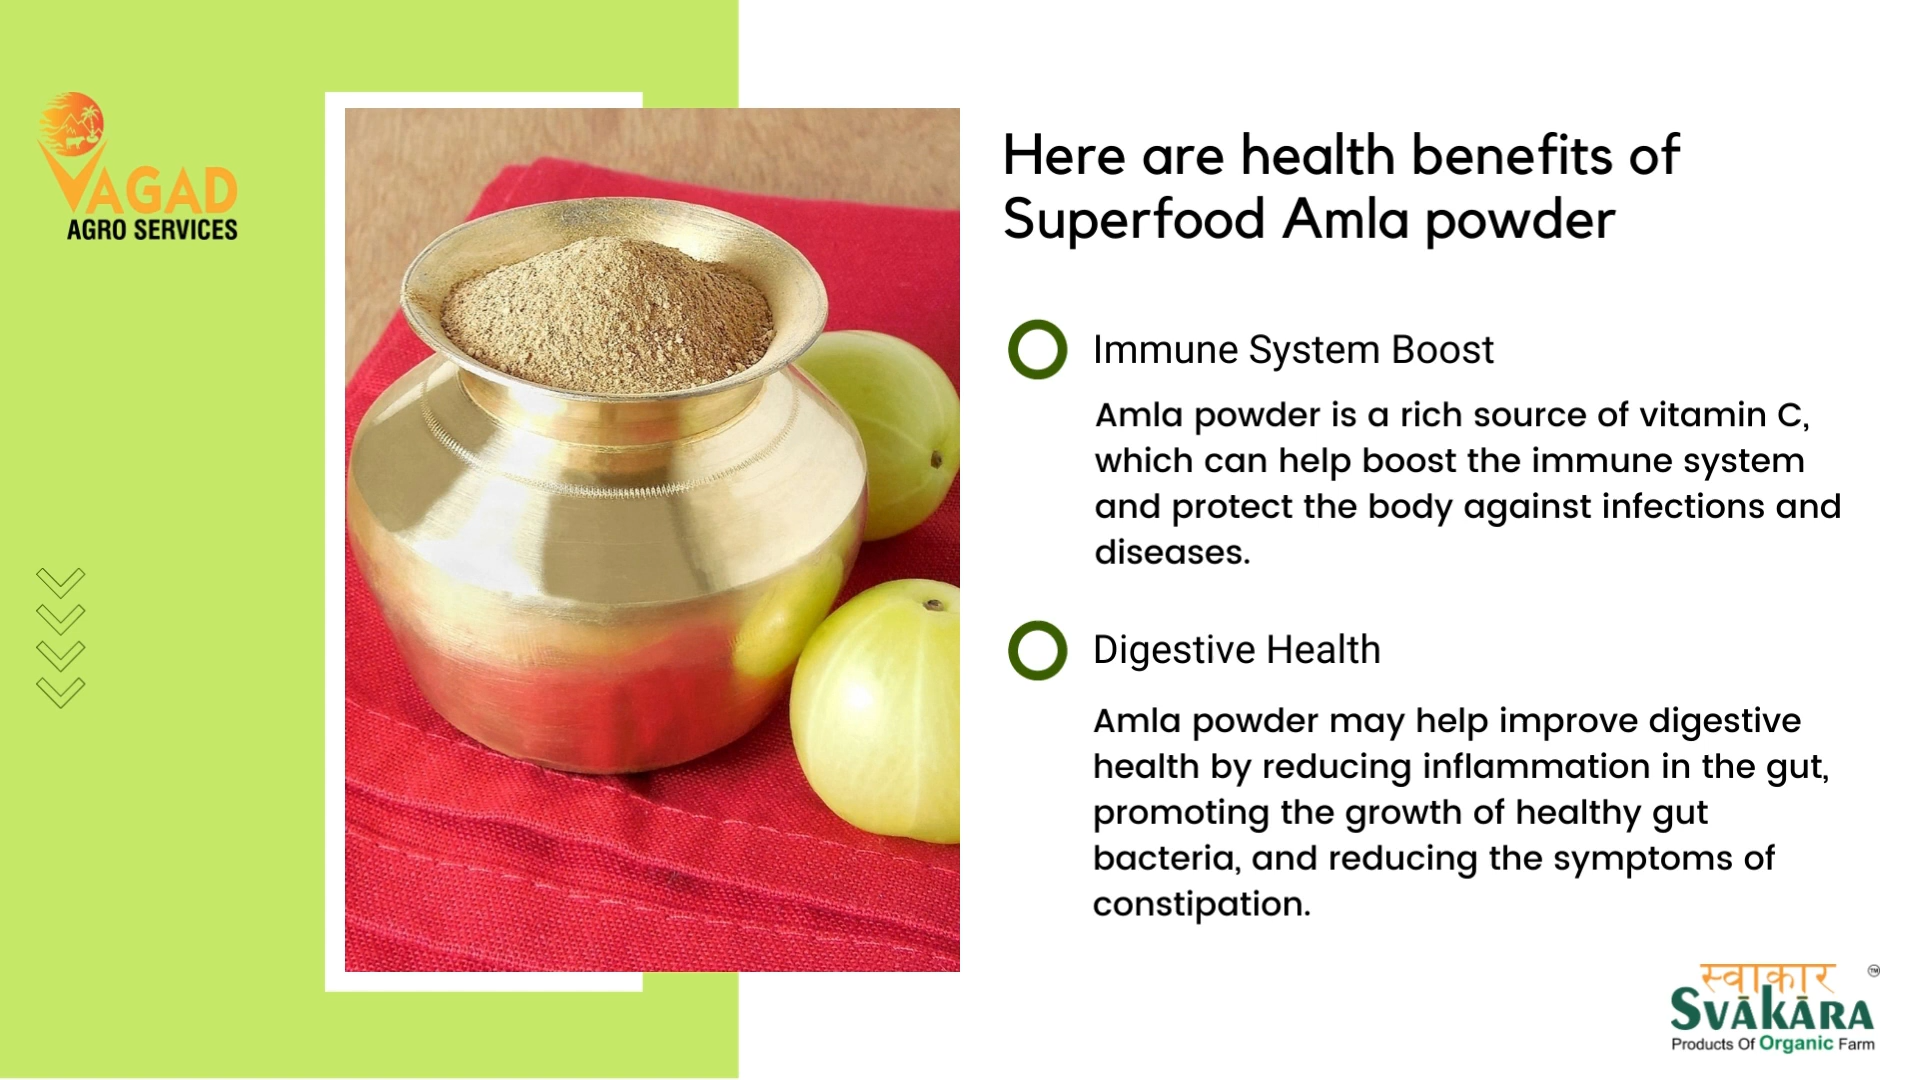 VAGAD
AGRO SERVICES
Here are health benefits of
Superfood Amla powder
Immune System Boost
Amla powder is a rich source of vitamin C,
which can help boost the immune system
and protect the body against infections and
diseases.
Digestive Health
Amla powder may help improve digestive
health by reducing inflammation in the gut,
promoting the growth of healthy gut
bacteria, and reducing the symptoms of
constipation.
स्वाकार ™
SVĀKĀRA
Products Of Organic Farm